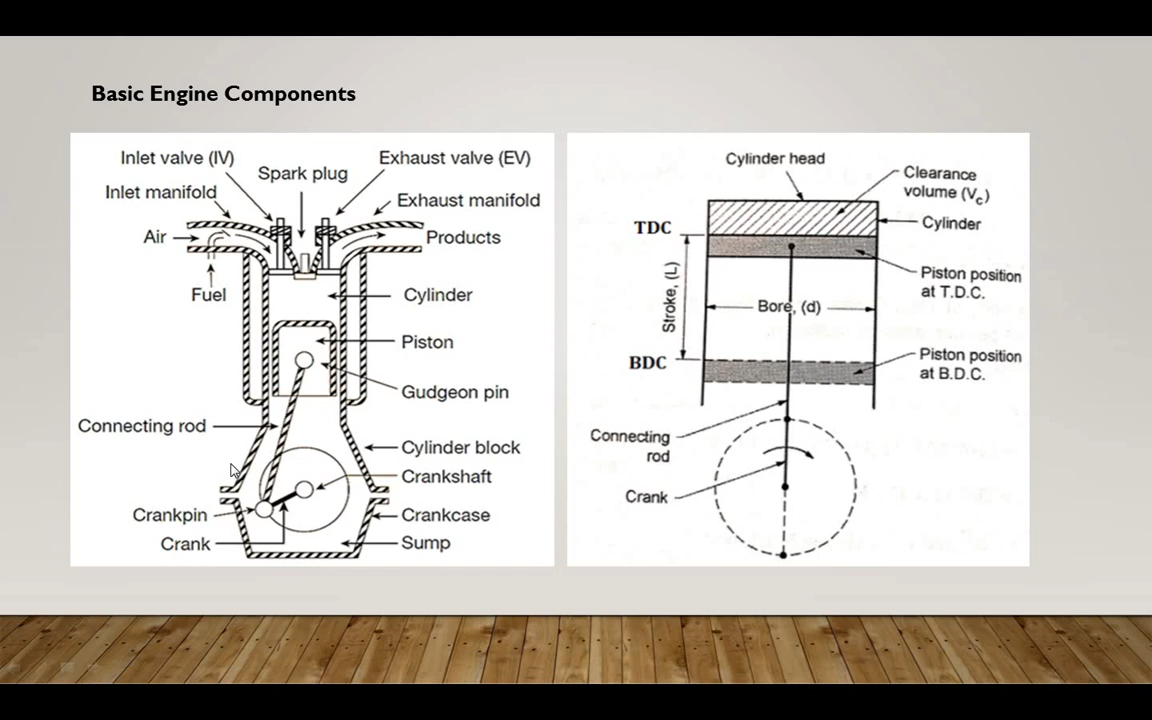 Basic Engine Components
Inlet valve (IV)
Exhaust valve (EV)
Spark plug
Inlet manifold
Exhaust manifold
Air
Products
Fuel
Cylinder
Piston
Gudgeon pin
Connecting rod
Cylinder block
Crankshaft
Crankpin
Crankcase
Crank
Sump
Cylinder head
Clearance
volume (Vc)
TDC
Cylinder
Piston position
at T.D.C.
Stroke, (L)
Bore, (d)
BDC
Piston position
at B.D.C.
Connecting
rod
Crank